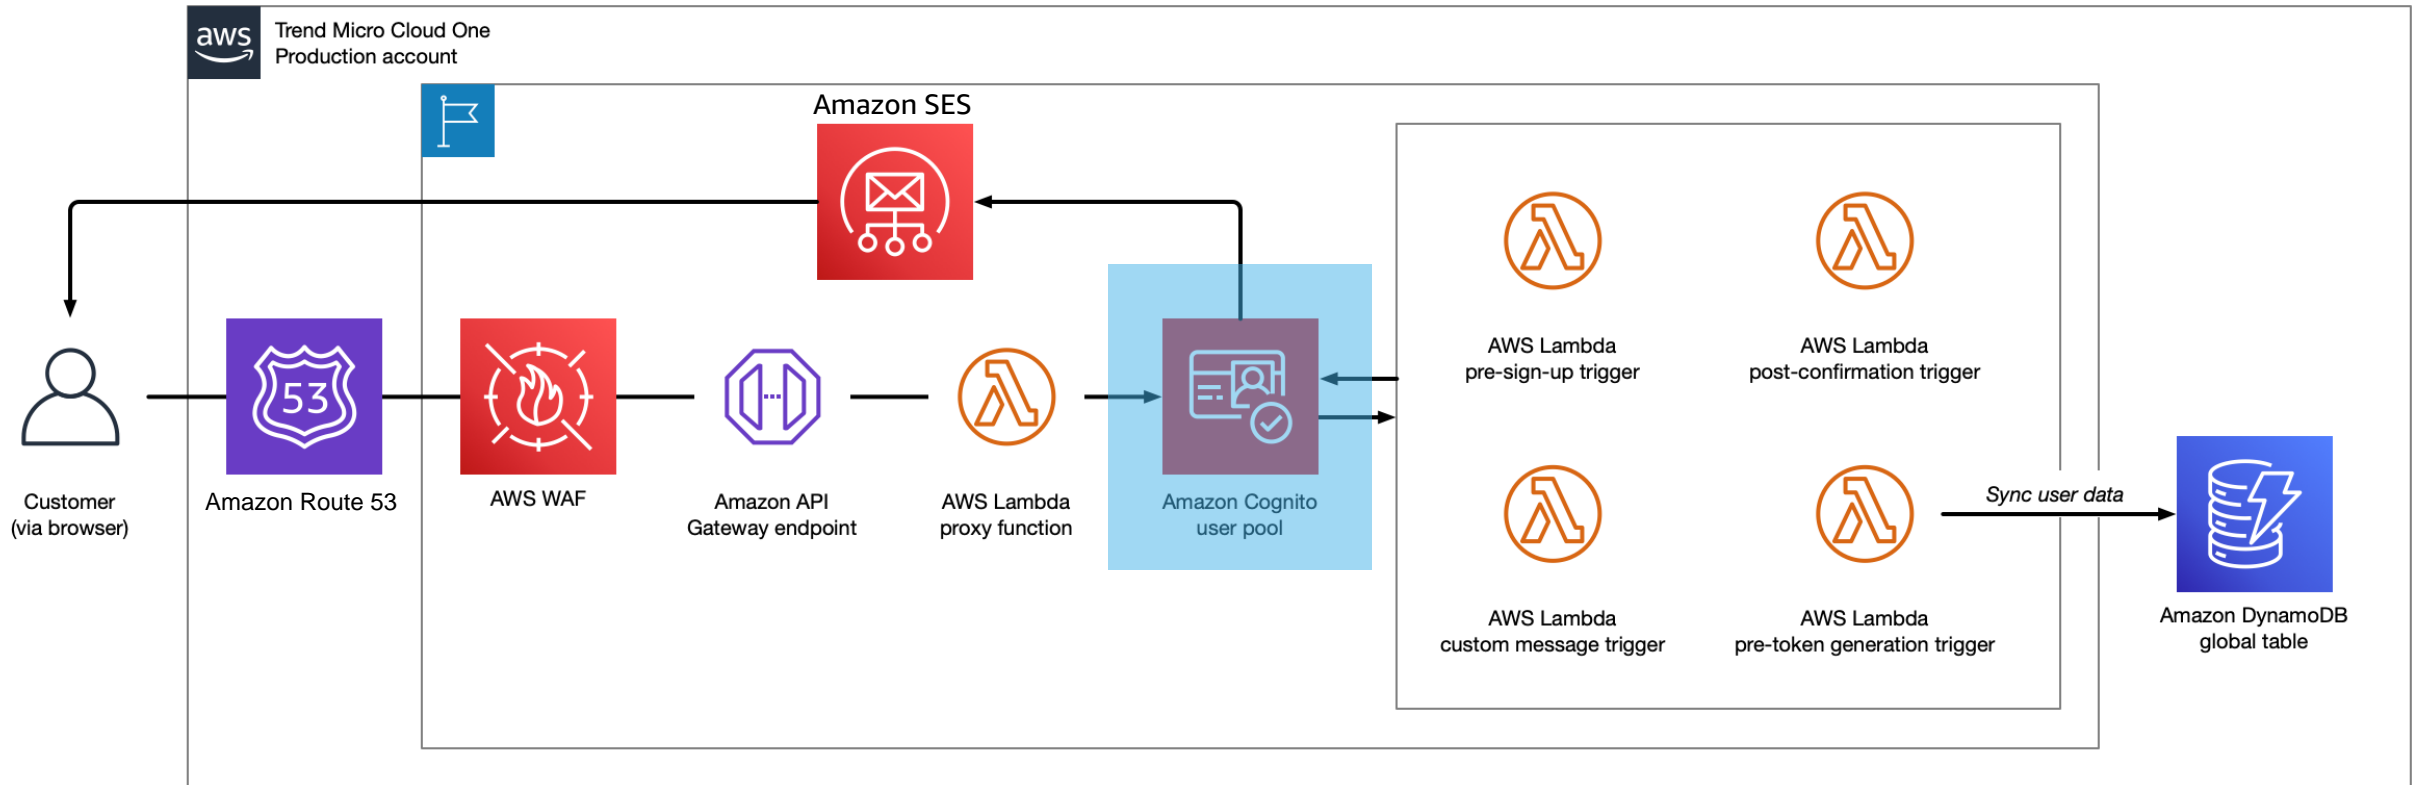 aws
Trend Micro Cloud One
Production account
Amazon SES
53
Customer
(via browser)
Amazon Route 53
AWS WAF
Amazon API
Gateway endpoint
AWS Lambda
proxy function
Amazon Cognito
user pool
AWS Lambda
pre-sign-up trigger
AWS Lambda
post-confirmation trigger
AWS Lambda
custom message trigger
AWS Lambda
pre-token generation trigger
Sync user data
Amazon DynamoDB
global table